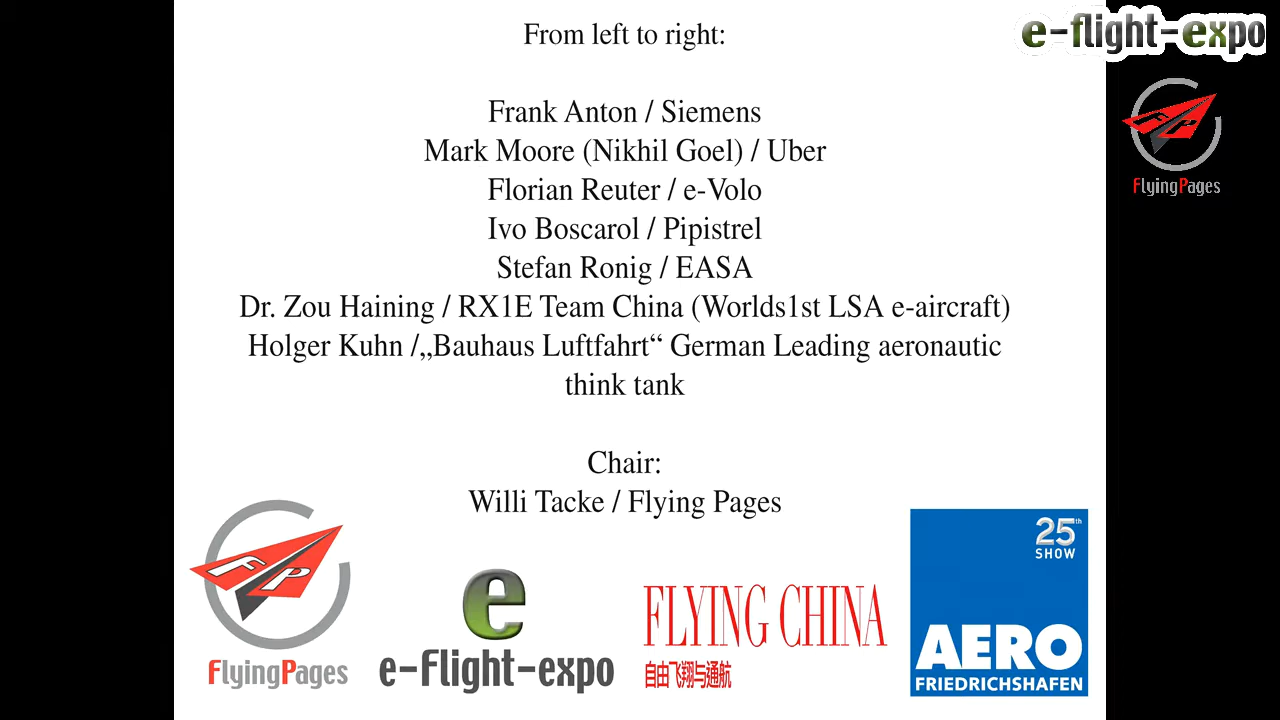 e-flight-expo
From left to right:
Frank Anton / Siemens
Mark Moore (Nikhil Goel) / Uber
Florian Reuter / e-Volo
Ivo Boscarol / Pipistrel
Stefan Ronig / EASA
Dr. Zou Haining / RX1E Team China (Worlds1st LSA e-aircraft)
Holger Kuhn /„Bauhaus Luftfahrt“ German Leading aeronautic
think tank
Chair:
Willi Tacke / Flying Pages
FP
FlyingPages
FP
FlyingPages
e
e-flight-expo
FLYING CHINA
自由飞翔与通航
25th
SHOW
AERO
FRIEDRICHSHAFEN